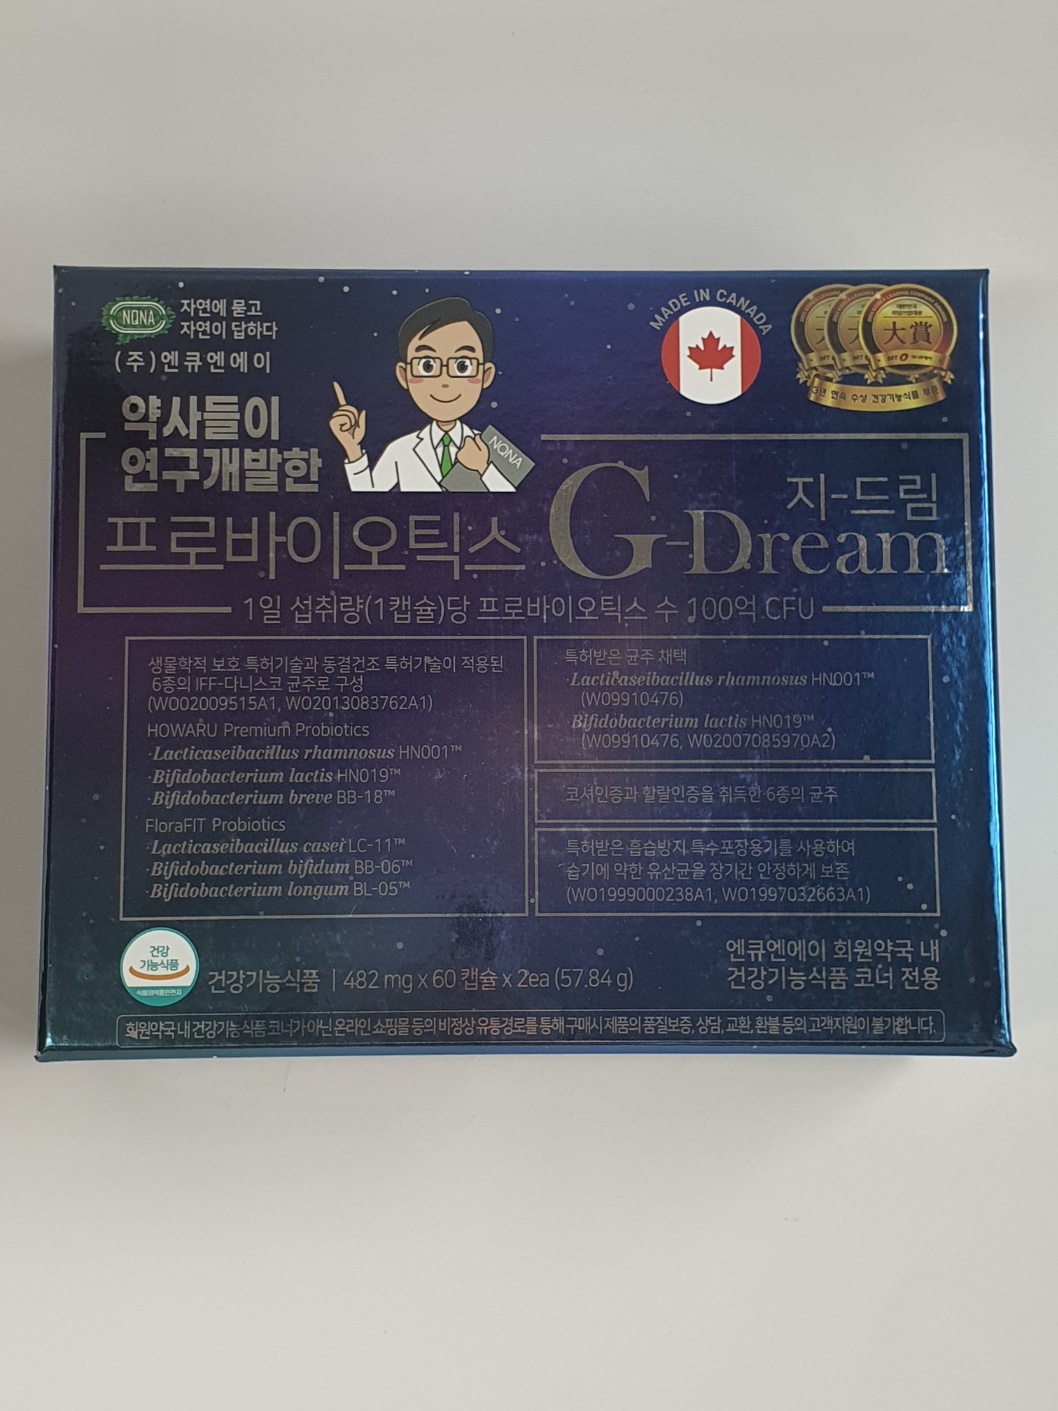 NQNA
자연에 묻고
자연이 답하다
(주)엔큐엔에이
MADE IN CANADA
大賞
약사들이
연구개발한
NQNA
프로바이오틱스
지-드림
G-Dream
1일 섭취량(1캡슐)당 프로바이오틱스 수 100억 CFU
생물학적 보호 특허기술과 동결건조 특허기술이 적용된
6종의 IFF-다니스코 균주로 구성
(WO02009515A1, WO2013083762A1)
HOWARU Premium Probiotics
·Lacticaseibacillus rhamnosus HN001™
·Bifidobacterium lactis HN019™
·Bifidobacterium breve BB-18™
FloraFIT Probiotics
·Lacticaseibacillus casei LC-11™
·Bifidobacterium bifidum BB-06™
·Bifidobacterium longum BL-05™
특허받은 균주 채택
·Lacticaseibacillus rhamnosus HN001™
(WO9910476)
·Bifidobacterium lactis HN019™
(WO9910476, WO2007085970A2)
코셔인증과 할랄인증을 취득한 6종의 균주
특허받은 흡습방지 특수포장용기를 사용하여
습기에 약한 유산균을 장기간 안정하게 보존
(WO1999000238A1, WO1997032663A1)
건강
기능식품
식품의약품안전처
건강기능식품 | 482 mg x 60 캡슐 x 2ea (57.84 g)
엔큐엔에이 회원약국 내
건강기능식품 코너 전용
회원약국 내 건강기능식품 코너가 아닌 온라인 쇼핑몰 등의 비정상 유통경로를 통해 구매시 제품의 품질보증, 상담, 교환, 환불 등의 고객지원이 불가합니다.